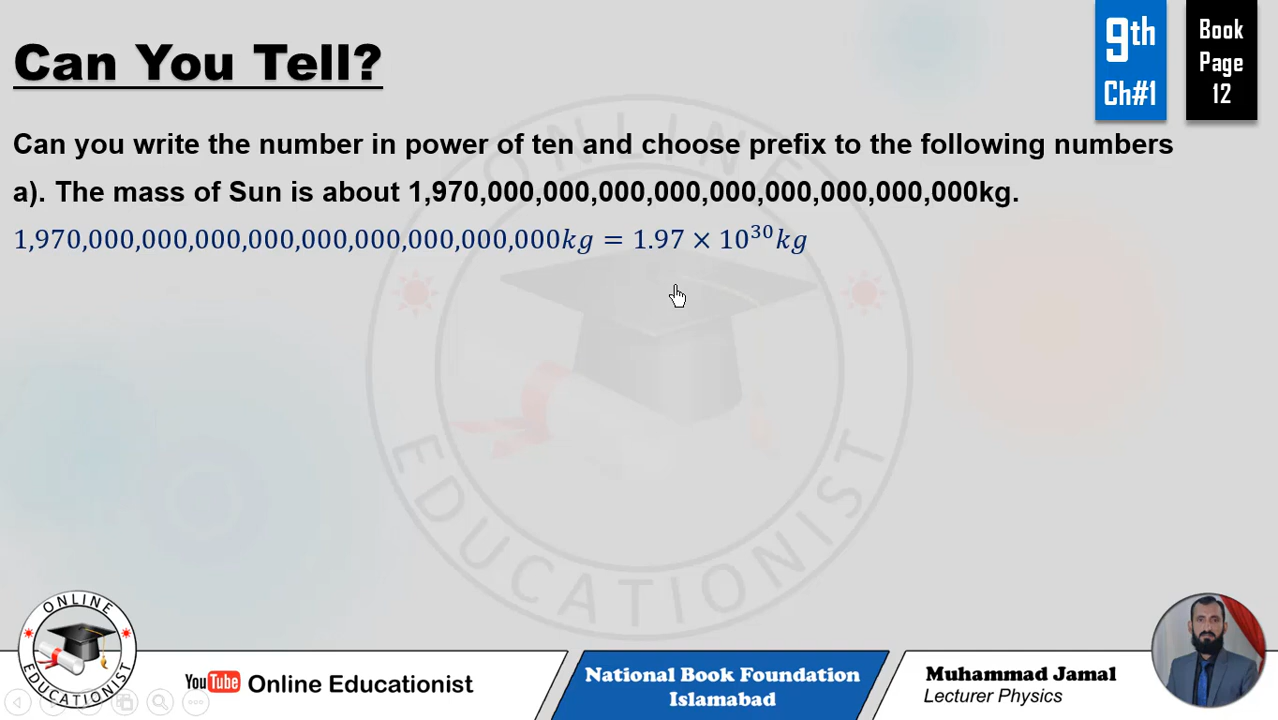 Can You Tell?
9th
Ch#1
Book
Page
12
Can you write the number in power of ten and choose prefix to the following numbers
a). The mass of Sun is about 1,970,000,000,000,000,000,000,000,000,000kg.
1,970,000,000,000,000,000,000,000,000,000kg = 1.97 × 10³⁰kg
ONLINE
EDUCATIONIST
ONLINE
EDUCATIONIST
YouTube Online Educationist
National Book Foundation
Islamabad
Muhammad Jamal
Lecturer Physics